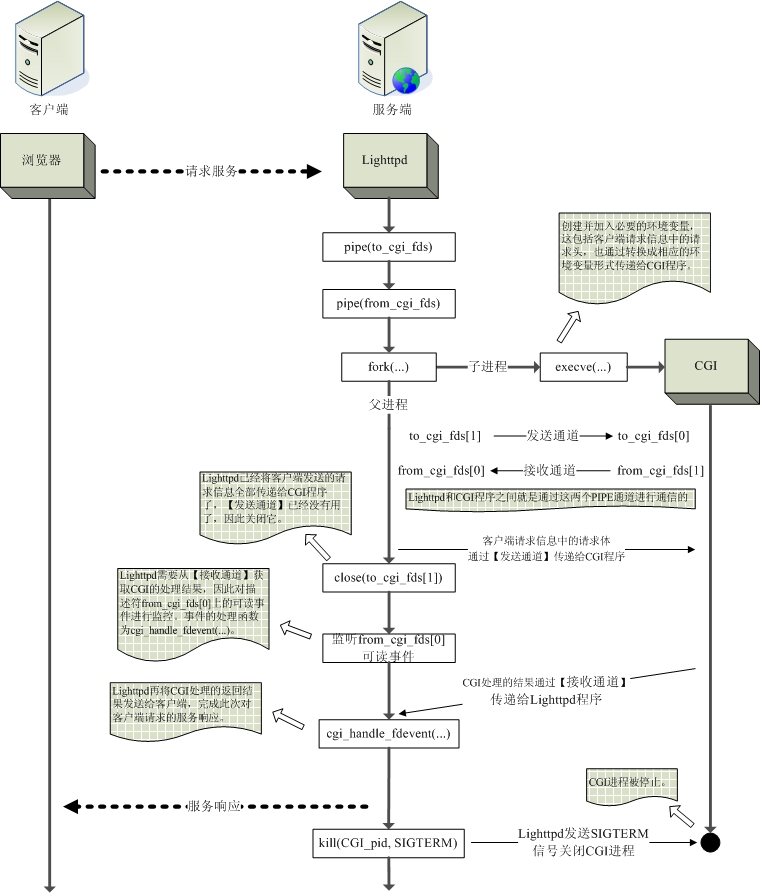 客户端
服务端
浏览器
请求服务
Lighttpd
pipe(to_cgi_fds)
创建并加入必要的环境变量，
这包括客户端请求信息中的请
求头，也通过转换成相应的环
境变量形式传递给CGI程序。
pipe(from_cgi_fds)
fork(...)
子进程
execve(...)
CGI
父进程
to_cgi_fds[1]
发送通道
to_cgi_fds[0]
from_cgi_fds[0]
接收通道
from_cgi_fds[1]
Lighttpd和CGI程序之间就是通过这两个PIPE通道进行通信的
Lighttpd已经将客户端发送的请
求信息全部传递给CGI程序
了，【发送通道】已经没有用
了，因此关闭它。
客户端请求信息中的请求体
通过【发送通道】传递给CGI程序
close(to_cgi_fds[1])
Lighttpd需要从【接收通道】获
取CGI的处理结果，因此对描
述符from_cgi_fds[0]上的可读事
件进行监控，事件的处理函数
为cgi_handle_fdevent(...)。
监听from_cgi_fds[0]
可读事件
CGI处理的结果通过【接收通道】
传递给Lighttpd程序
Lighttpd再将CGI处理的返回结
果发送给客户端，完成此次对
客户端请求的服务响应。
cgi_handle_fdevent(...)
CGI进程被停止。
服务响应
kill(CGI_pid, SIGTERM)
Lighttpd发送SIGTERM
信号关闭CGI进程